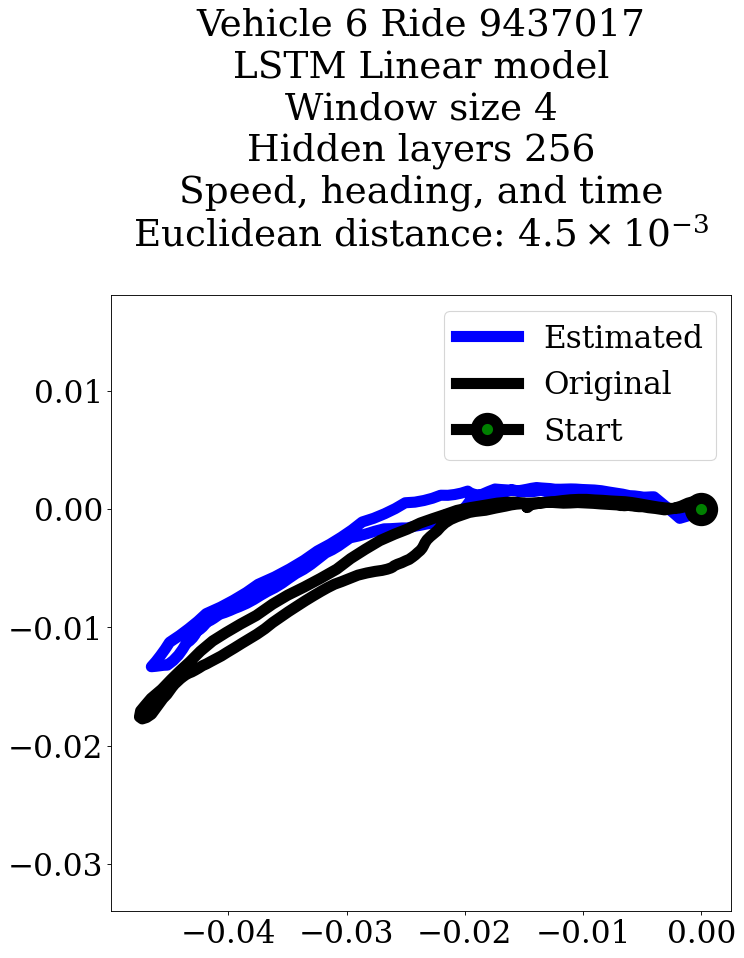 Vehicle 6 Ride 9437017
LSTM Linear model
Window size 4
Hidden layers 256
Speed, heading, and time
Euclidean distance: 4.5 × 10⁻³
Estimated
Original
Start
0.01
0.00
−0.01
−0.02
−0.03
−0.04 −0.03 −0.02 −0.01 0.00